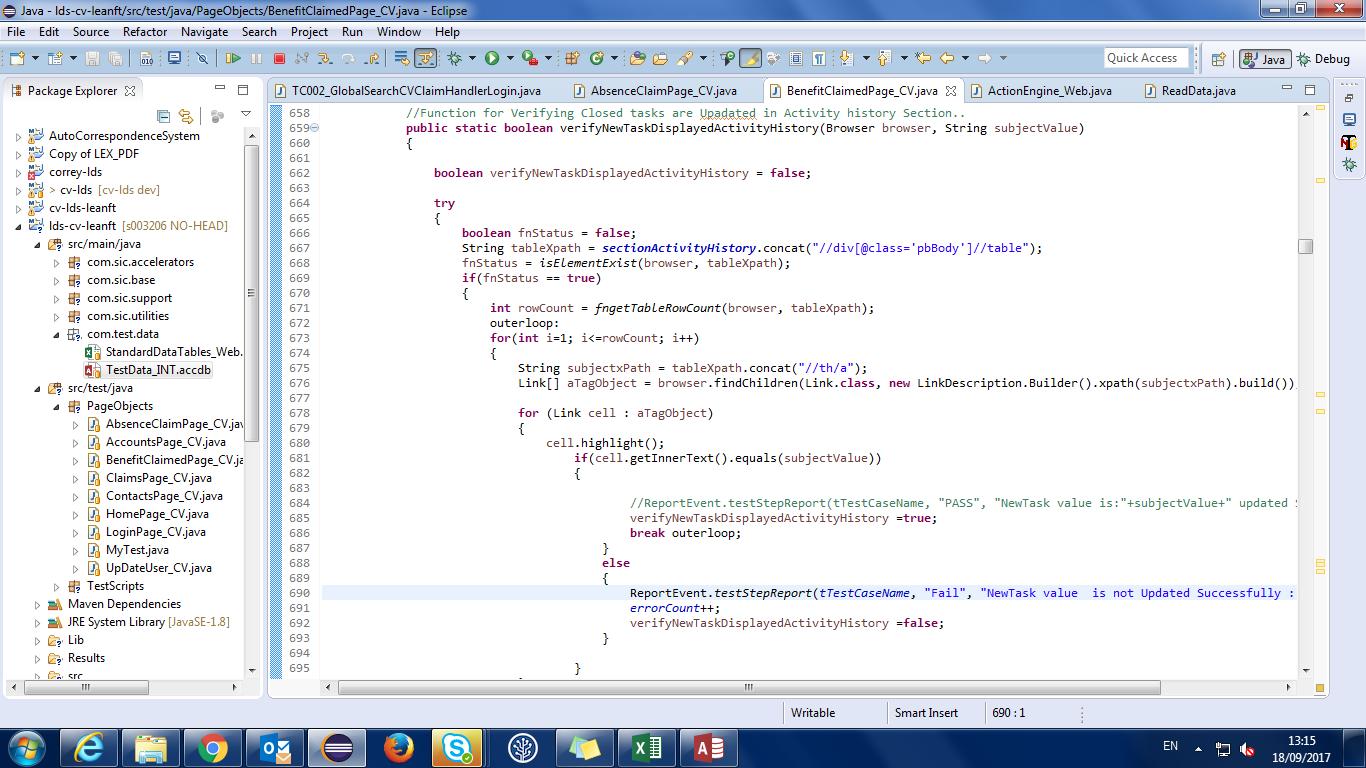 Java - lds-cv-leanft/src/test/java/PageObjects/BenefitClaimedPage_CV.java - Eclipse
File Edit Source Refactor Navigate Search Project Run Window Help
Quick Access Java Debug
Package Explorer
AutoCorrespondenceSystem
Copy of LEX_PDF
correy-lds
> cv-lds [cv-lds dev]
cv-lds-leanft
lds-cv-leanft [s003206 NO-HEAD]
src/main/java
com.sic.accelerators
com.sic.base
com.sic.support
com.sic.utilities
com.test.data
StandardDataTables_Web.
TestData_INT.accdb
src/test/java
PageObjects
AbsenceClaimPage_CV.jav
AccountsPage_CV.java
BenefitClaimedPage_CV.ja
ClaimsPage_CV.java
ContactsPage_CV.java
HomePage_CV.java
LoginPage_CV.java
MyTest.java
UpDateUser_CV.java
TestScripts
Maven Dependencies
JRE System Library [JavaSE-1.8]
Lib
Results
src
TC002_GlobalSearchCVClaimHandlerLogin.java AbsenceClaimPage_CV.java BenefitClaimedPage_CV.java ActionEngine_Web.java ReadData.java
658 //Function for Verifying Closed tasks are Upadated in Activity history Section..
659 public static boolean verifyNewTaskDisplayedActivityHistory(Browser browser, String subjectValue)
660 {
661
662 boolean verifyNewTaskDisplayedActivityHistory = false;
663
664 try
665 {
666 boolean fnStatus = false;
667 String tableXpath = sectionActivityHistory.concat("//div[@class='pbBody']//table");
668 fnStatus = isElementExist(browser, tableXpath);
669 if(fnStatus == true)
670 {
671 int rowCount = fngetTableRowCount(browser, tableXpath);
672 outerloop:
673 for(int i=1; i<=rowCount; i++)
674 {
675 String subjectxPath = tableXpath.concat("//th/a");
676 Link[] aTagObject = browser.findChildren(Link.class, new LinkDescription.Builder().xpath(subjectxPath).build())
677
678 for (Link cell : aTagObject)
679 {
680 cell.highlight();
681 if(cell.getInnerText().equals(subjectValue))
682 {
683
684 //ReportEvent.testStepReport(tTestCaseName, "PASS", "NewTask value is:"+subjectValue+" updated S
685 verifyNewTaskDisplayedActivityHistory =true;
686 break outerloop;
687 }
688 else
689 {
690 ReportEvent.testStepReport(tTestCaseName, "Fail", "NewTask value  is not Updated Successfully :
691 errorCount++;
692 verifyNewTaskDisplayedActivityHistory =false;
693 }
694
695 }
Writable Smart Insert 690 : 1
EN 13:15
18/09/2017